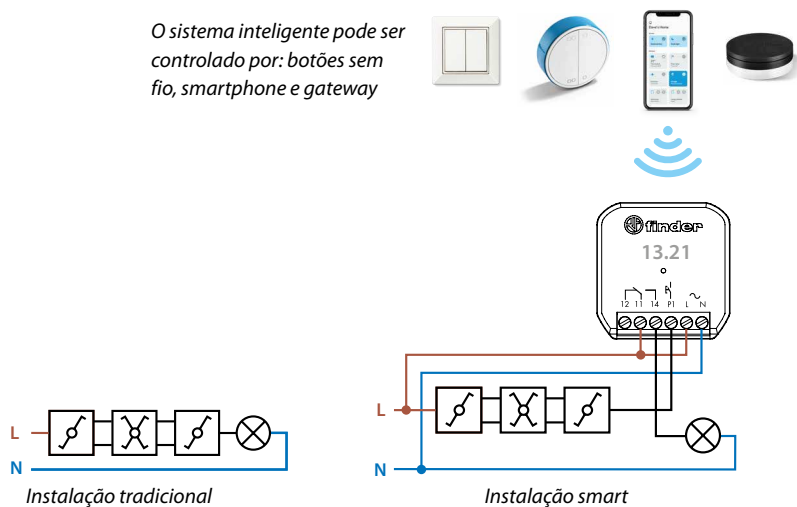 O sistema inteligente pode ser
controlado por: botões sem
fio, smartphone e gateway
finder
13.21
12 11 14 P1 L N
L
N
Instalação tradicional
L
N
Instalação smart